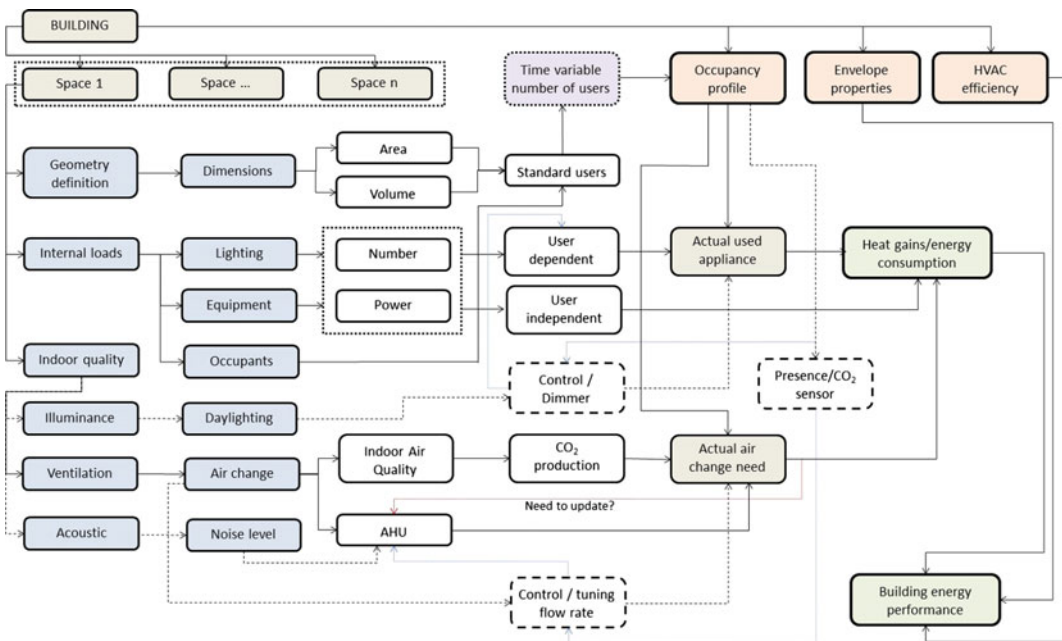 BUILDING
Space 1
Space ...
Space n
Time variable
number of users
Occupancy
profile
Envelope
properties
HVAC
efficiency
Geometry
definition
Dimensions
Area
Volume
Standard users
Internal loads
Lighting
Number
User
dependent
Actual used
appliance
Heat gains/energy
consumption
Equipment
Power
User
independent
Indoor quality
Occupants
Control /
Dimmer
Presence/CO₂
sensor
Illuminance
Daylighting
Ventilation
Air change
Indoor Air
Quality
CO₂
production
Actual air
change need
Need to update?
Acoustic
Noise level
AHU
Control / tuning
flow rate
Building energy
performance